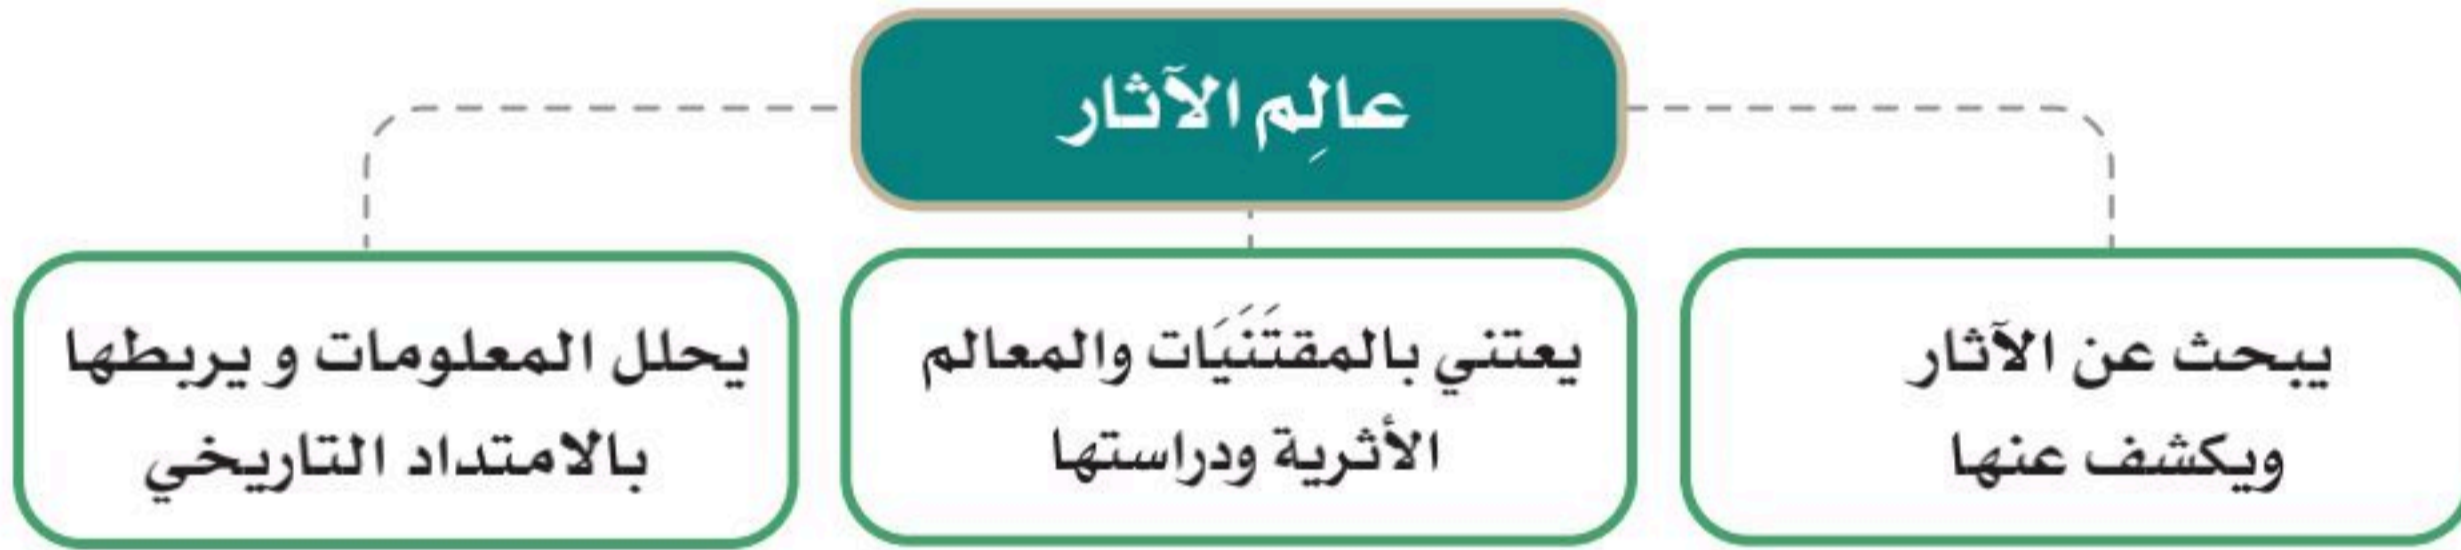 عالِم الآثار
يبحث عن الآثار
ويكشف عنها
يعتني بالمقتَنَيَات والمعالم
الأثرية ودراستها
يحلل المعلومات و يربطها
بالامتداد التاريخي